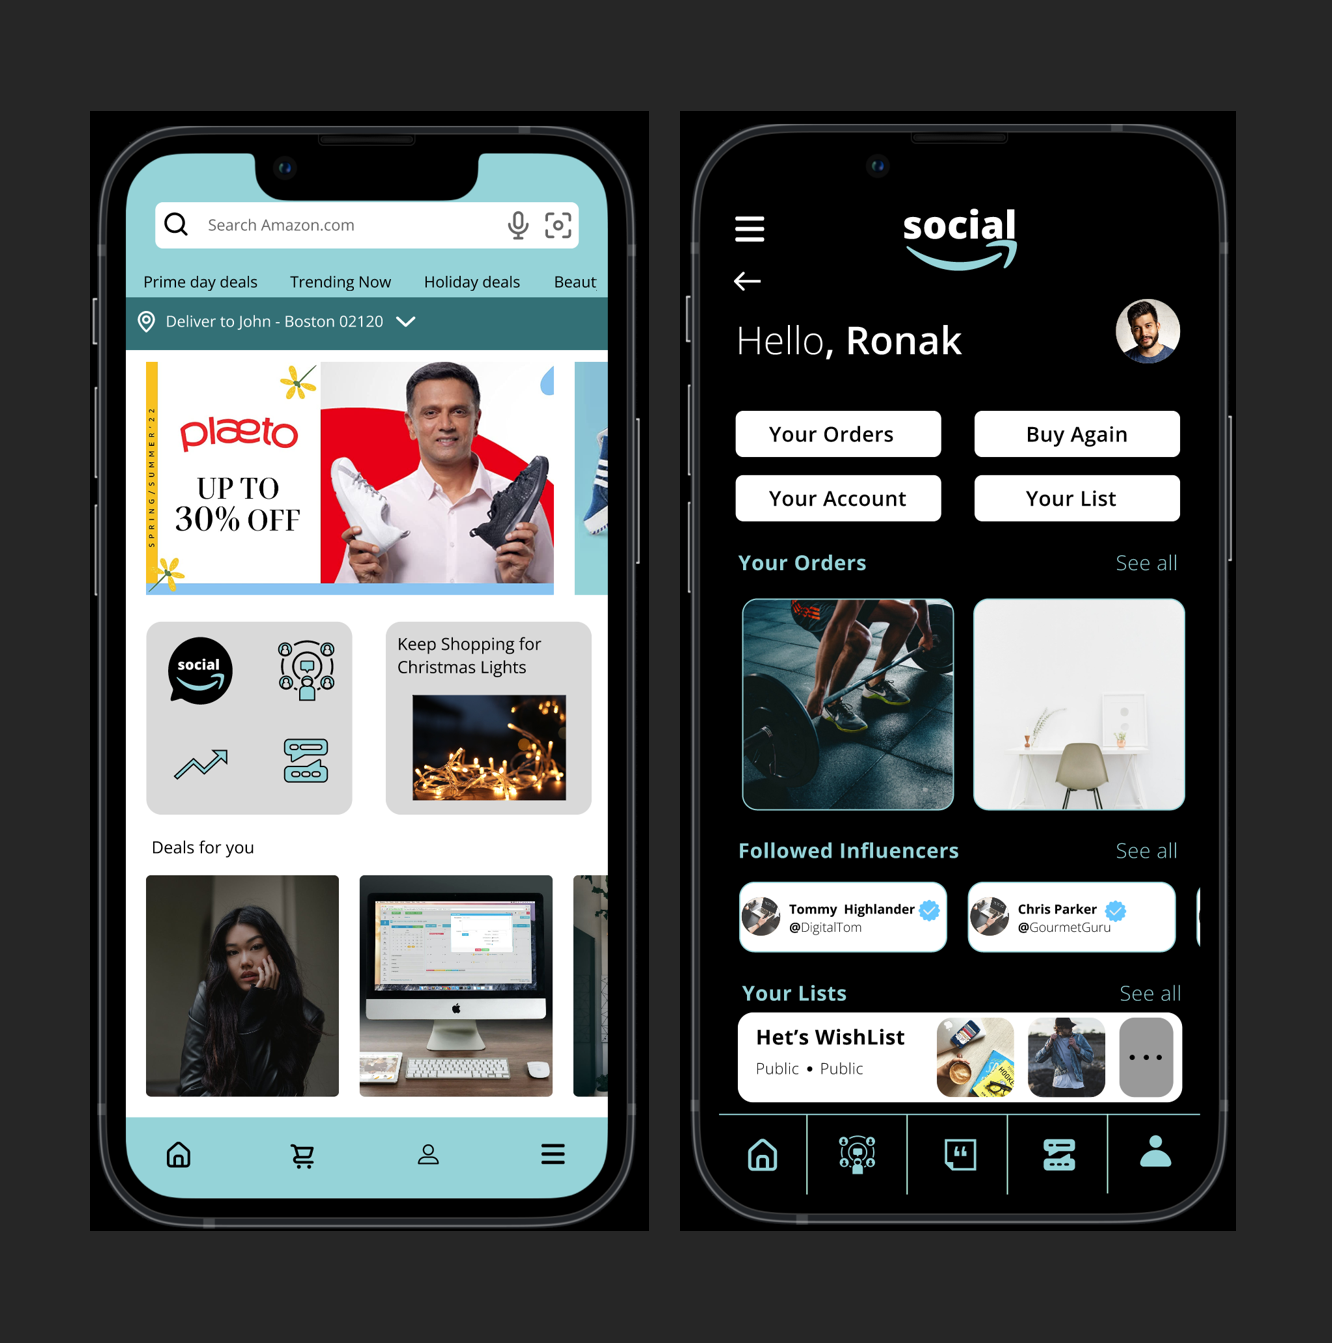 Search Amazon.com
Prime day deals Trending Now Holiday deals Beaut
Deliver to John - Boston 02120
SPRING/SUMMER'22
plaeto
UP TO
30% OFF
social
Keep Shopping for
Christmas Lights
Deals for you
social
Hello, Ronak
Your Orders Buy Again
Your Account Your List
Your Orders See all
Followed Influencers See all
Tommy Highlander
@DigitalTom
Chris Parker
@GourmetGuru
Your Lists See all
Het's WishList
Public • Public